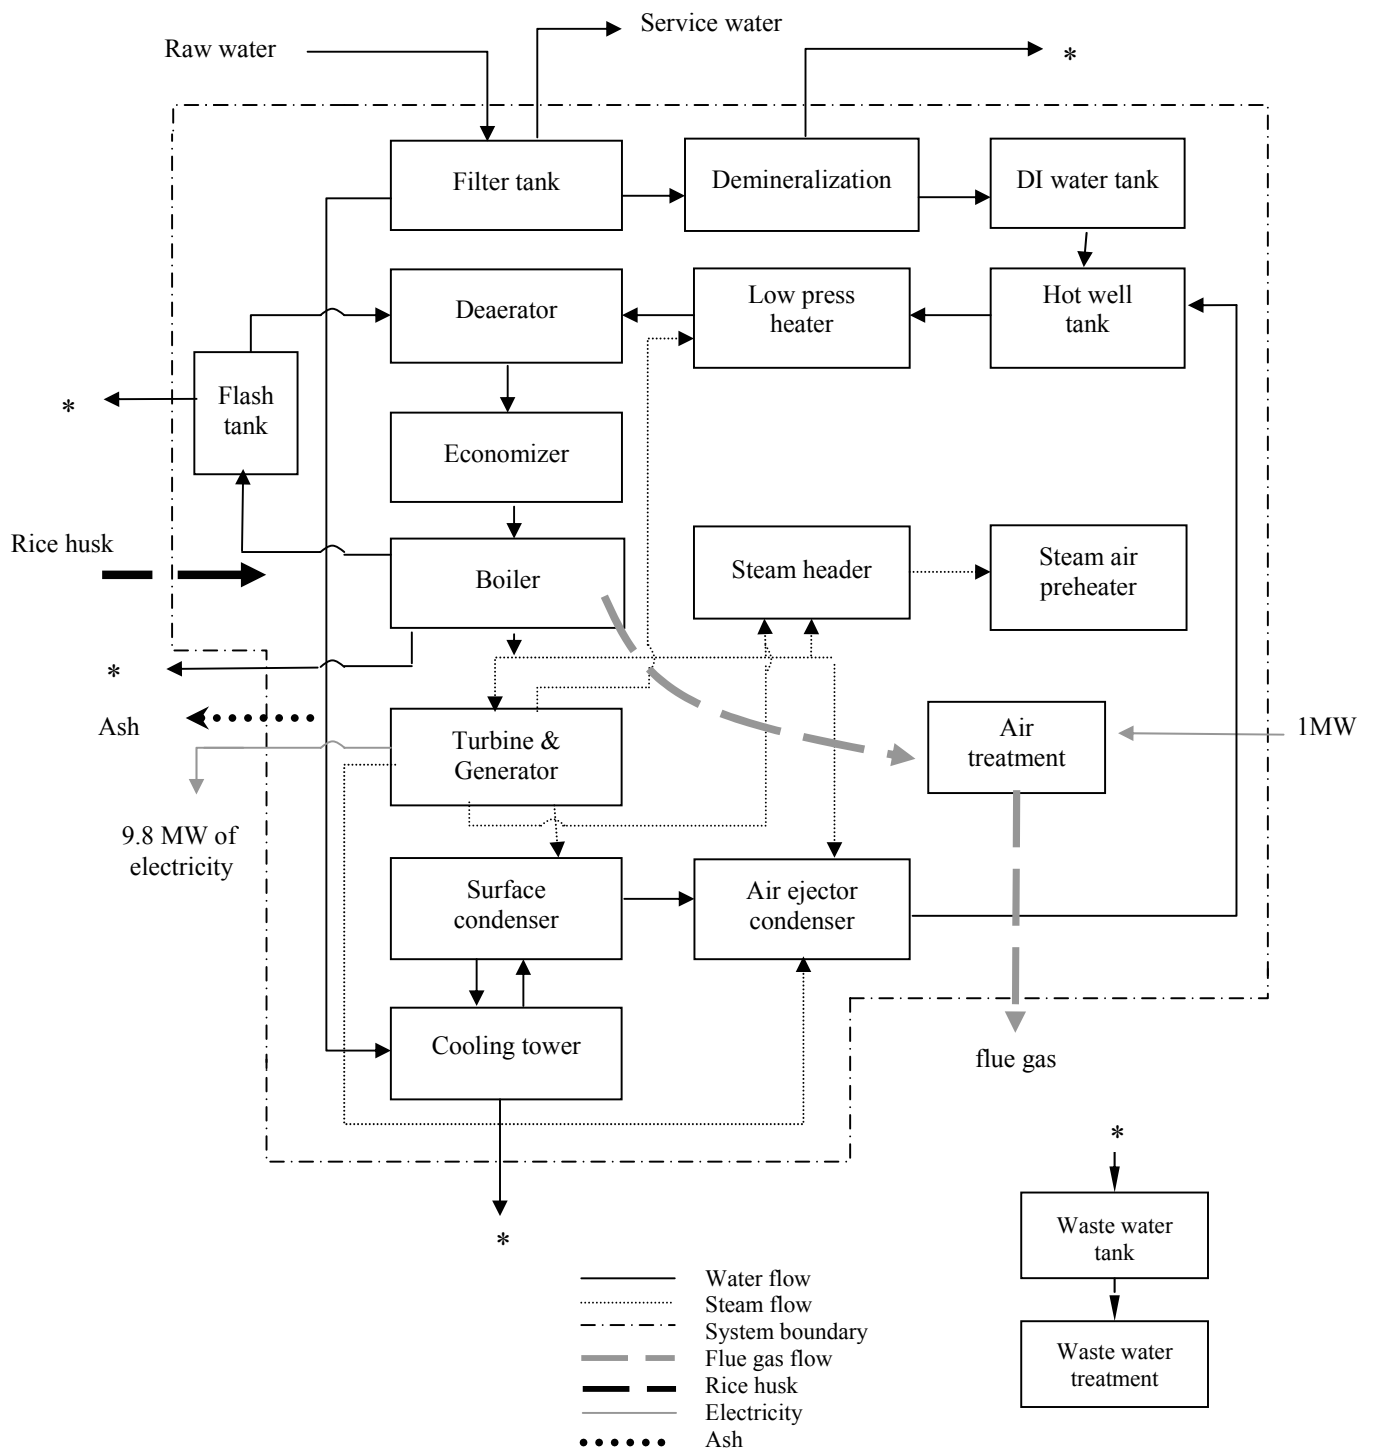 Service water
Raw water
*
Filter tank
Demineralization
DI water tank
Deaerator
Low press
heater
Hot well
tank
Flash
tank
*
Economizer
Rice husk
Boiler
Steam header
Steam air
preheater
*
Ash
Turbine &
Generator
Air
treatment
1MW
9.8 MW of
electricity
Surface
condenser
Air ejector
condenser
Cooling tower
flue gas
*
*
Waste water
tank
Waste water
treatment
Water flow
Steam flow
System boundary
Flue gas flow
Rice husk
Electricity
Ash